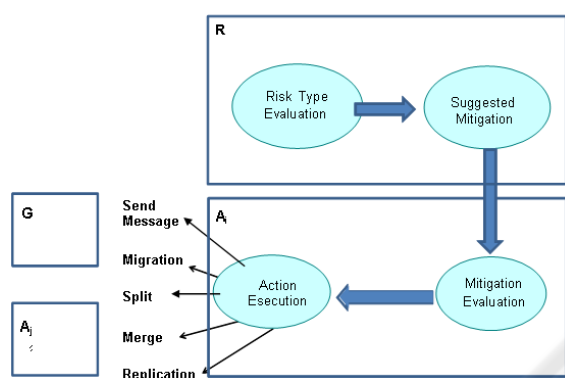 R
Risk Type
Evaluation
Suggested
Mitigation
G
Send
Message
Migration
Split
Merge
Replication
Ai
Action
Esecution
Mitigation
Evaluation
Aj